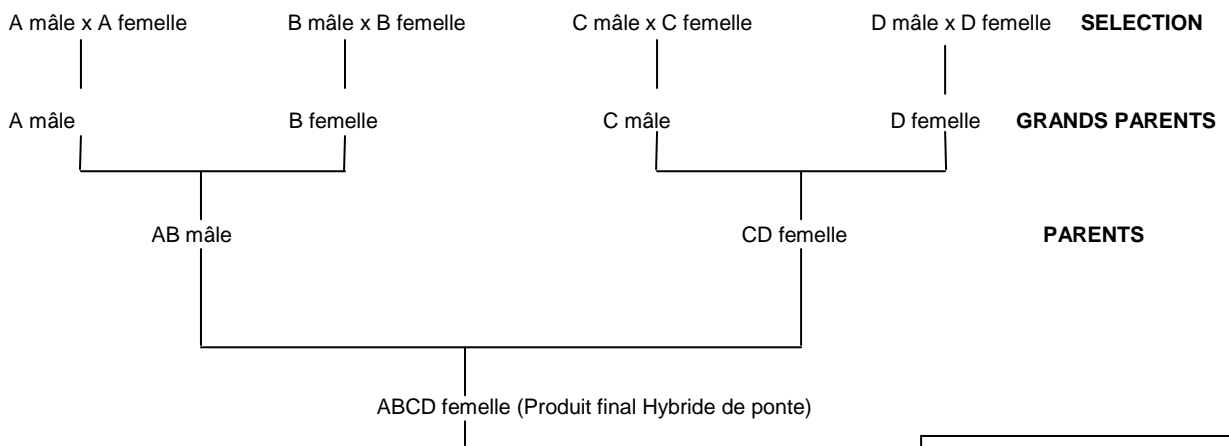 A mâle x A femelle B mâle x B femelle C mâle x C femelle D mâle x D femelle SELECTION
A mâle B femelle C mâle D femelle GRANDS PARENTS
AB mâle CD femelle PARENTS
ABCD femelle (Produit final Hybride de ponte)